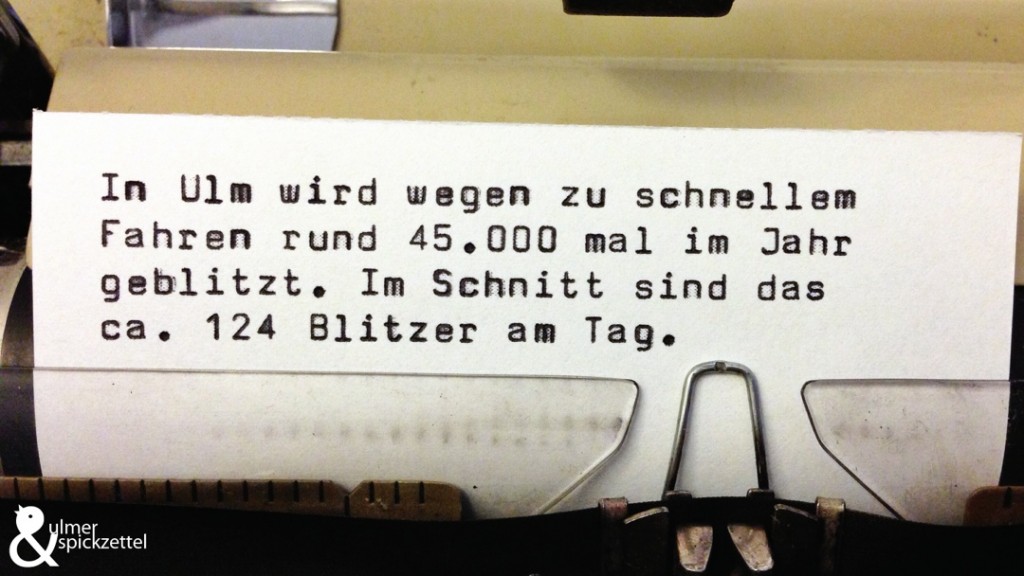 In Ulm wird wegen zu schnellem
Fahren rund 45.000 mal im Jahr
geblitzt. Im Schnitt sind das
ca. 124 Blitzer am Tag.
& ulmer
spickzettel